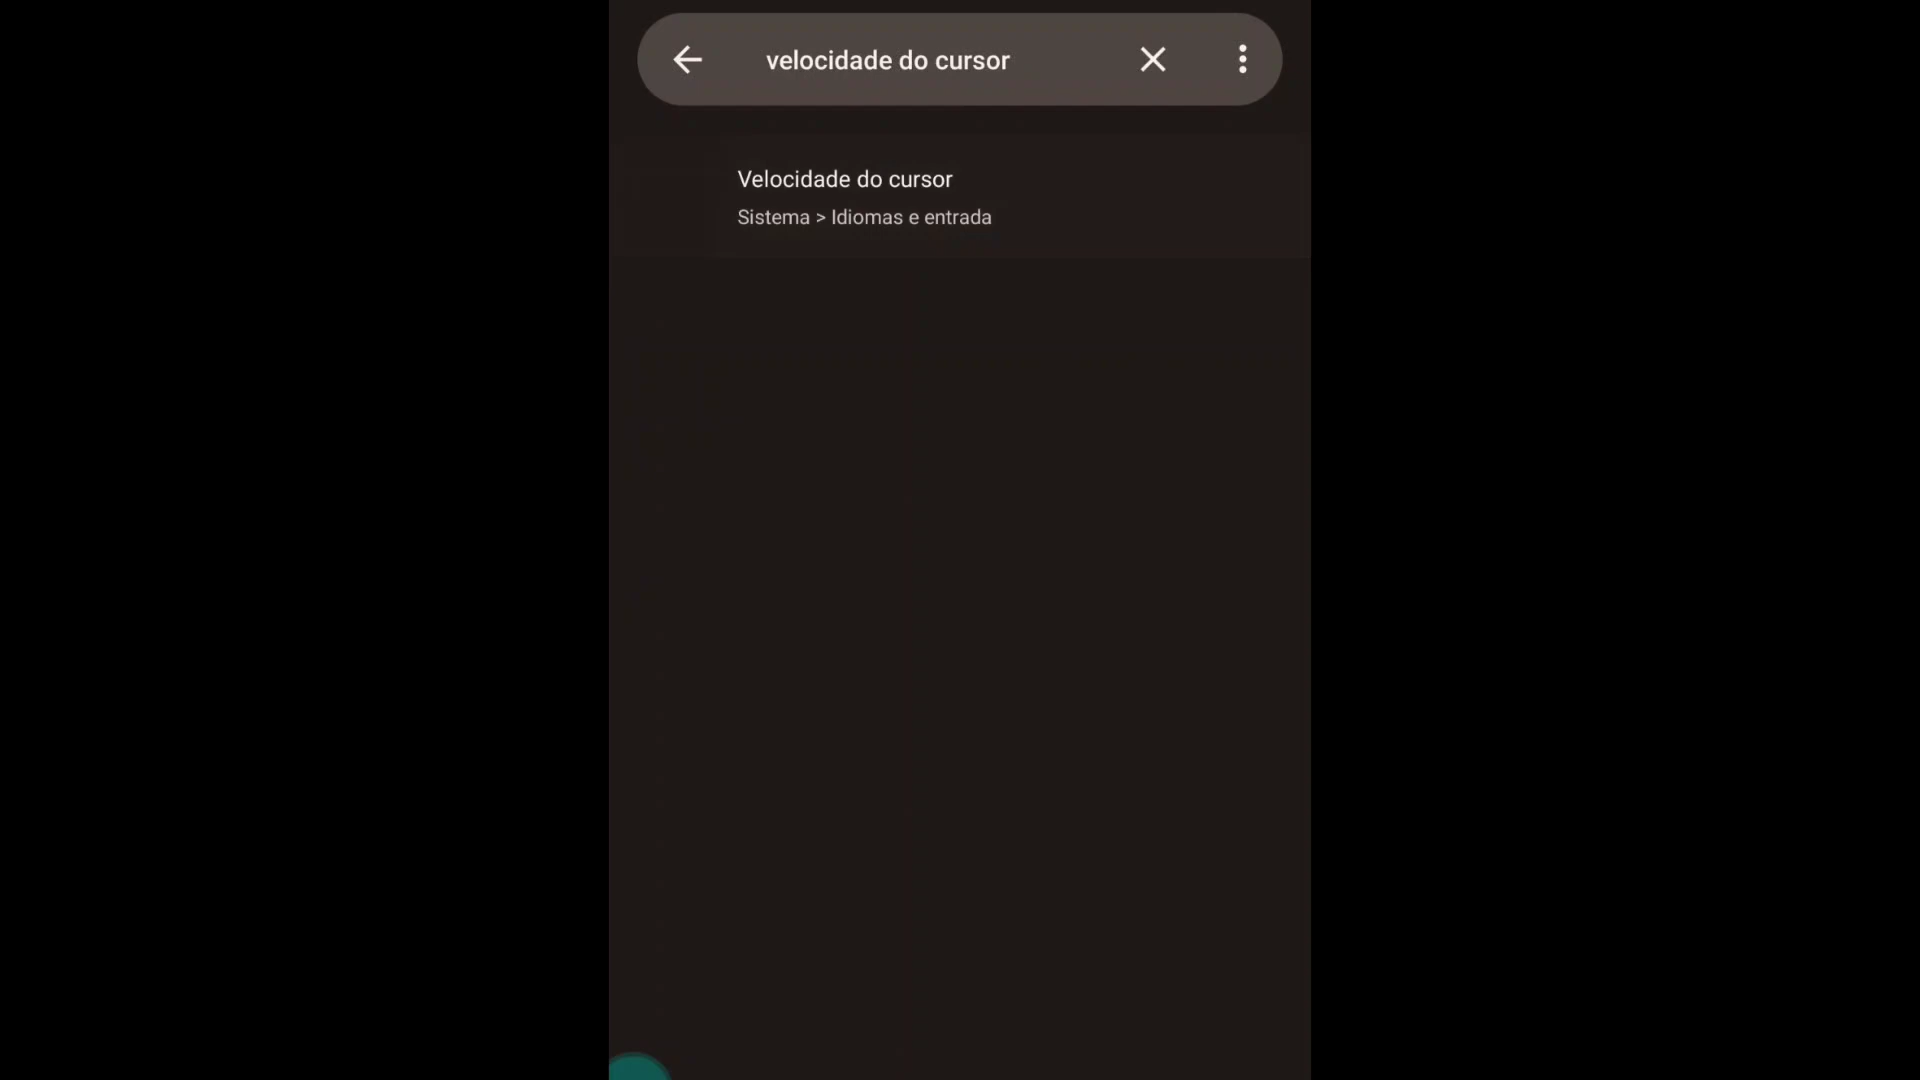 velocidade do cursor
Velocidade do cursor
Sistema > Idiomas e entrada